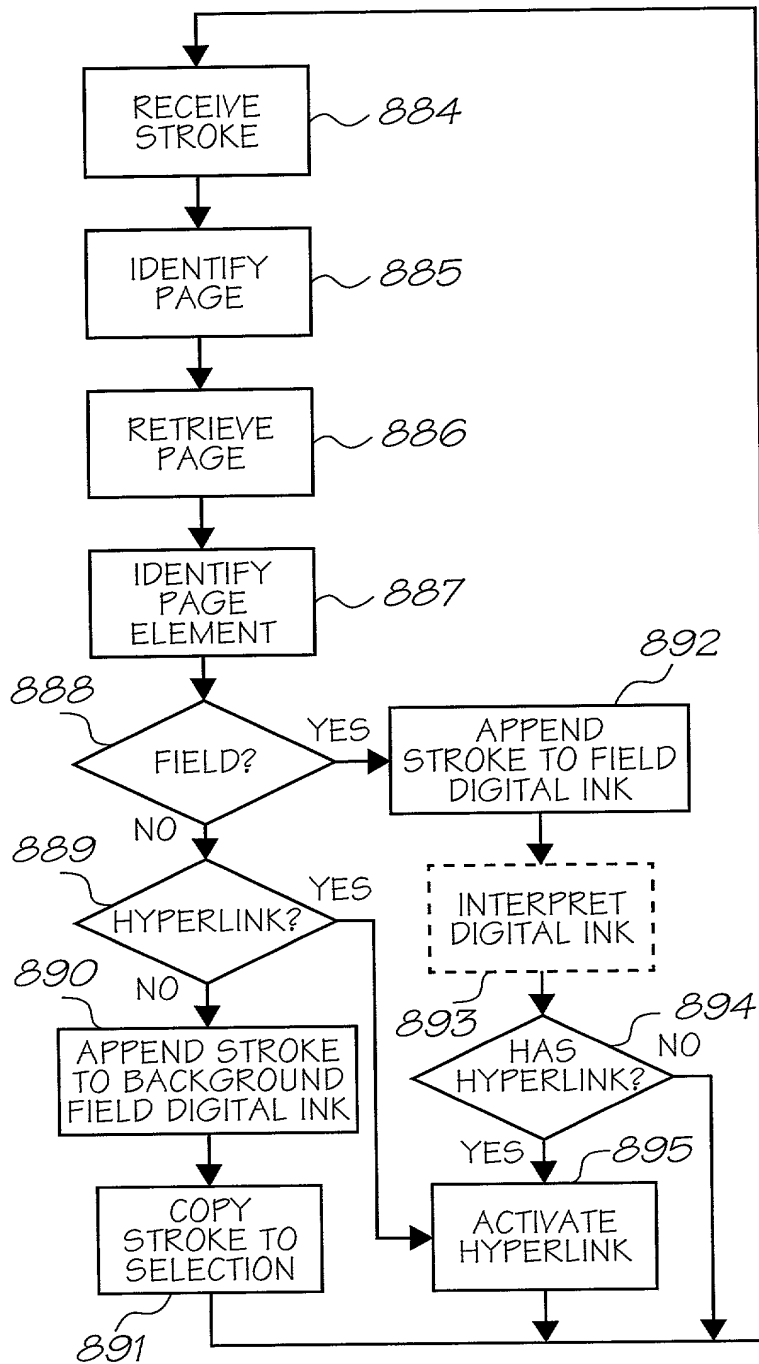 RECEIVE
STROKE
884
IDENTIFY
PAGE
885
RETRIEVE
PAGE
886
IDENTIFY
PAGE
ELEMENT
887
888
FIELD?
YES
NO
892
APPEND
STROKE TO FIELD
DIGITAL INK
889
HYPERLINK?
YES
NO
INTERPRET
DIGITAL INK
893
890
APPEND STROKE
TO BACKGROUND
FIELD DIGITAL INK
894
HAS
HYPERLINK?
NO
YES
895
COPY
STROKE TO
SELECTION
891
ACTIVATE
HYPERLINK